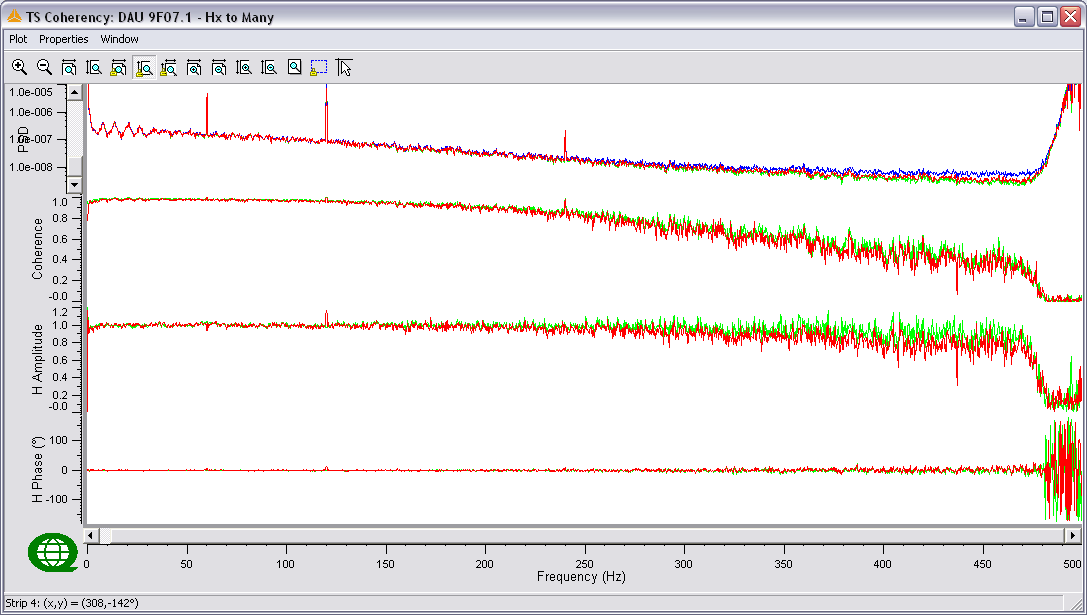 TS Coherency: DAU 9F07.1 - Hx to Many
Plot Properties Window
PSD
1.0e-005
1.0e-006
1.0e-007
1.0e-008
Coherence
1.0
0.8
0.6
0.4
0.2
-0.0
H Amplitude
1.2
1.0
0.8
0.6
0.4
0.2
-0.0
H Phase (°)
100
0
-100
0 50 100 150 200 250 300 350 400 450 500
Frequency (Hz)
Strip 4: (x,y) = (308,-142°)